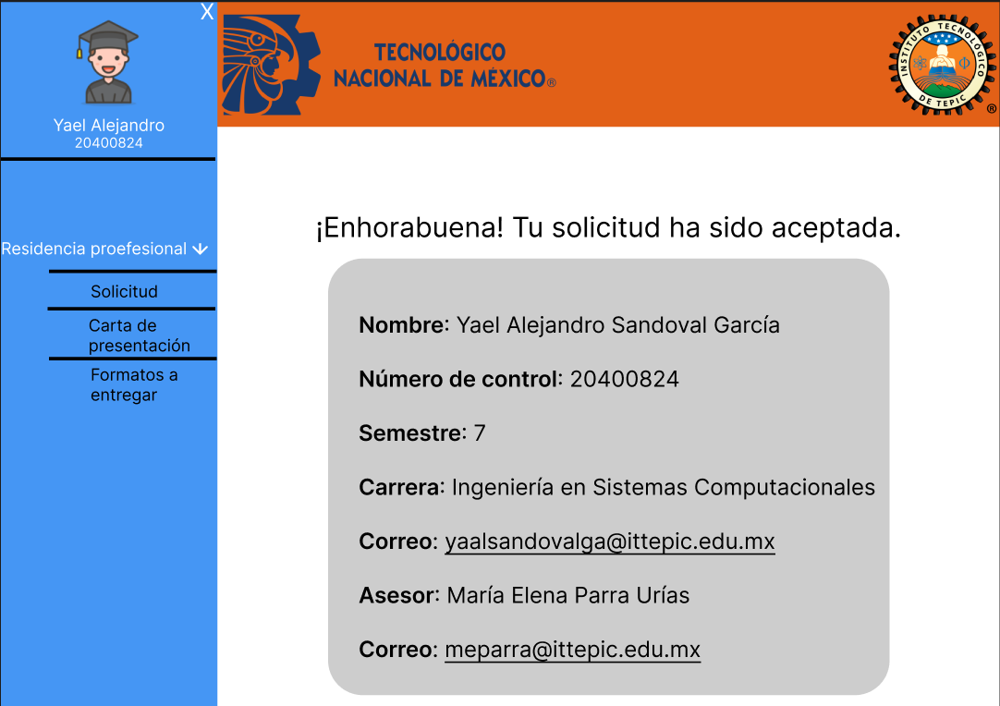 X
Yael Alejandro
20400824
Residencia proefesional
Solicitud
Carta de
presentación
Formatos a
entregar
TECNOLÓGICO
NACIONAL DE MÉXICO®
INSTITUTO TECNOLÓGICO
DE TEPIC
®
¡Enhorabuena! Tu solicitud ha sido aceptada.
Nombre: Yael Alejandro Sandoval García
Número de control: 20400824
Semestre: 7
Carrera: Ingeniería en Sistemas Computacionales
Correo: yaalsandovalga@ittepic.edu.mx
Asesor: María Elena Parra Urías
Correo: meparra@ittepic.edu.mx